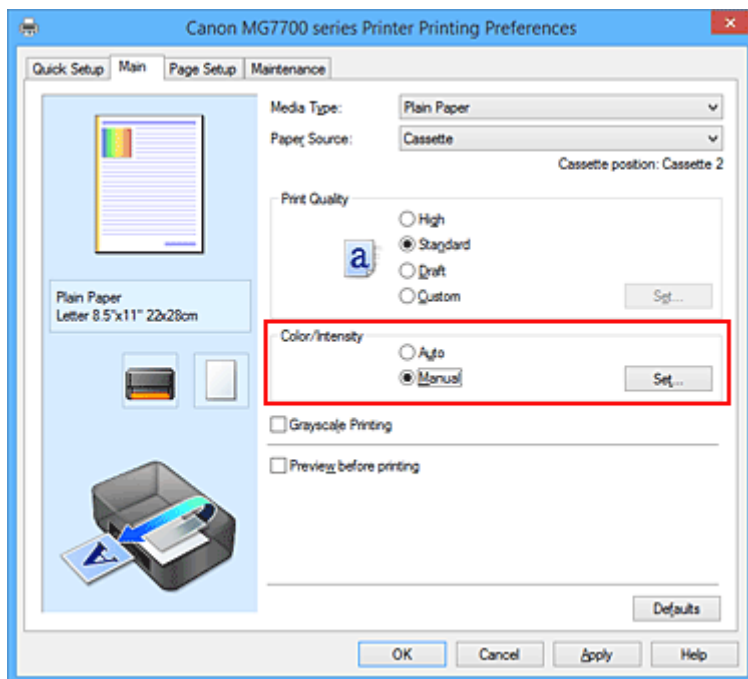 Canon MG7700 series Printer Printing Preferences
Quick Setup Main Page Setup Maintenance
Media Type: Plain Paper
Paper Source: Cassette
Cassette position: Cassette 2
Print Quality
High
a Standard
Draft
Custom Set...
Plain Paper
Letter 8.5"x11" 22x28cm
Color/Intensity
Auto
Manual Set...
Grayscale Printing
Preview before printing
A
Defaults
OK Cancel Apply Help